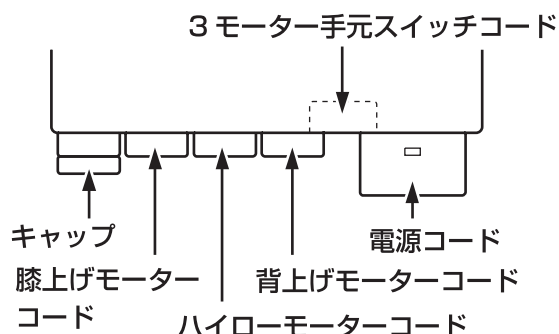 3 モーター手元スイッチコード
キャップ
電源コード
膝上げモーター
コード
背上げモーターコード
ハイローモーターコード